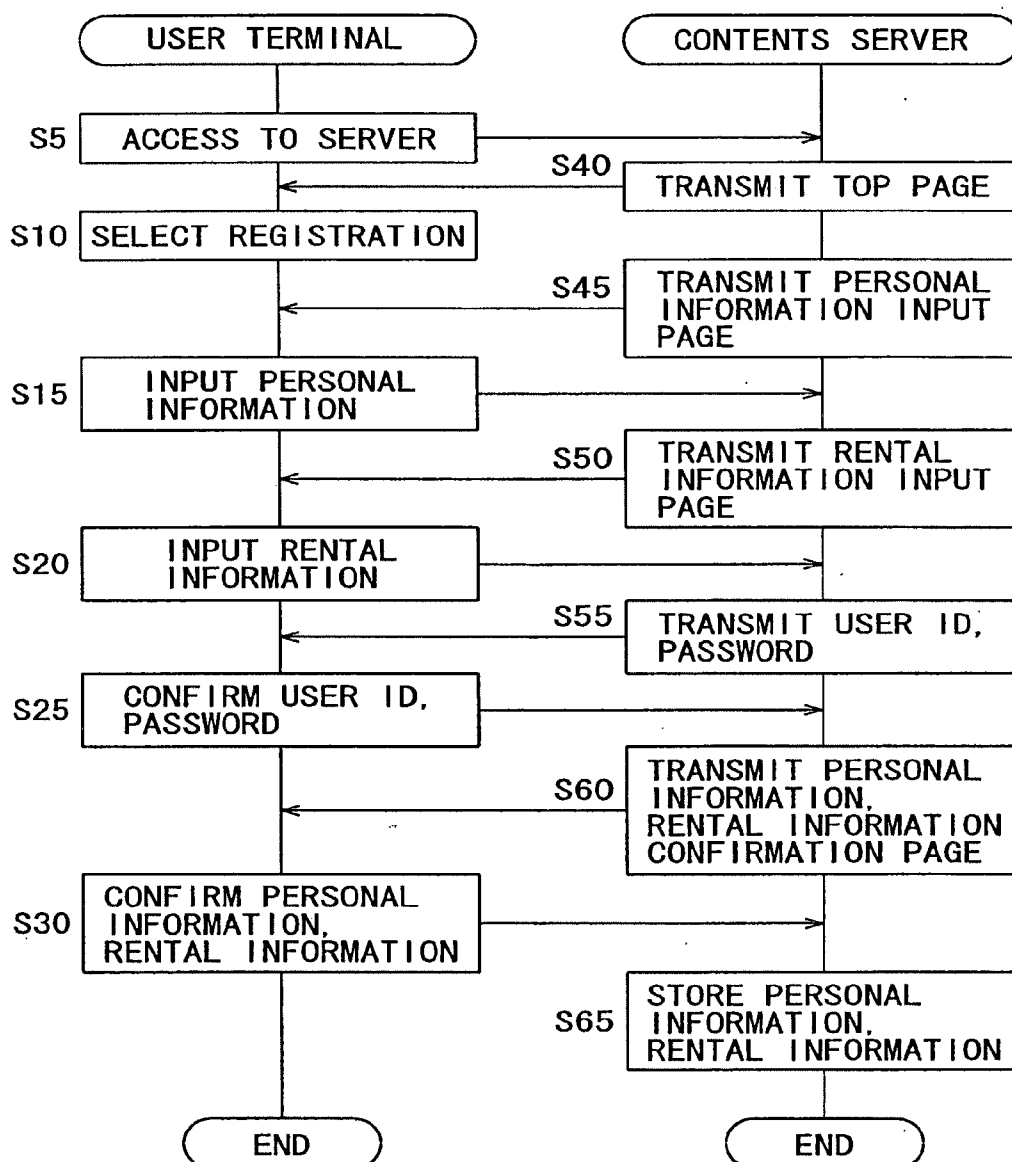 USER TERMINAL
CONTENTS SERVER
S5
ACCESS TO SERVER
S40
TRANSMIT TOP PAGE
S10
SELECT REGISTRATION
S45
TRANSMIT PERSONAL
INFORMATION INPUT
PAGE
S15
INPUT PERSONAL
INFORMATION
S50
TRANSMIT RENTAL
INFORMATION INPUT
PAGE
S20
INPUT RENTAL
INFORMATION
S55
TRANSMIT USER ID,
PASSWORD
S25
CONFIRM USER ID,
PASSWORD
S60
TRANSMIT PERSONAL
INFORMATION,
RENTAL INFORMATION
CONFIRMATION PAGE
S30
CONFIRM PERSONAL
INFORMATION,
RENTAL INFORMATION
S65
STORE PERSONAL
INFORMATION,
RENTAL INFORMATION
END
END